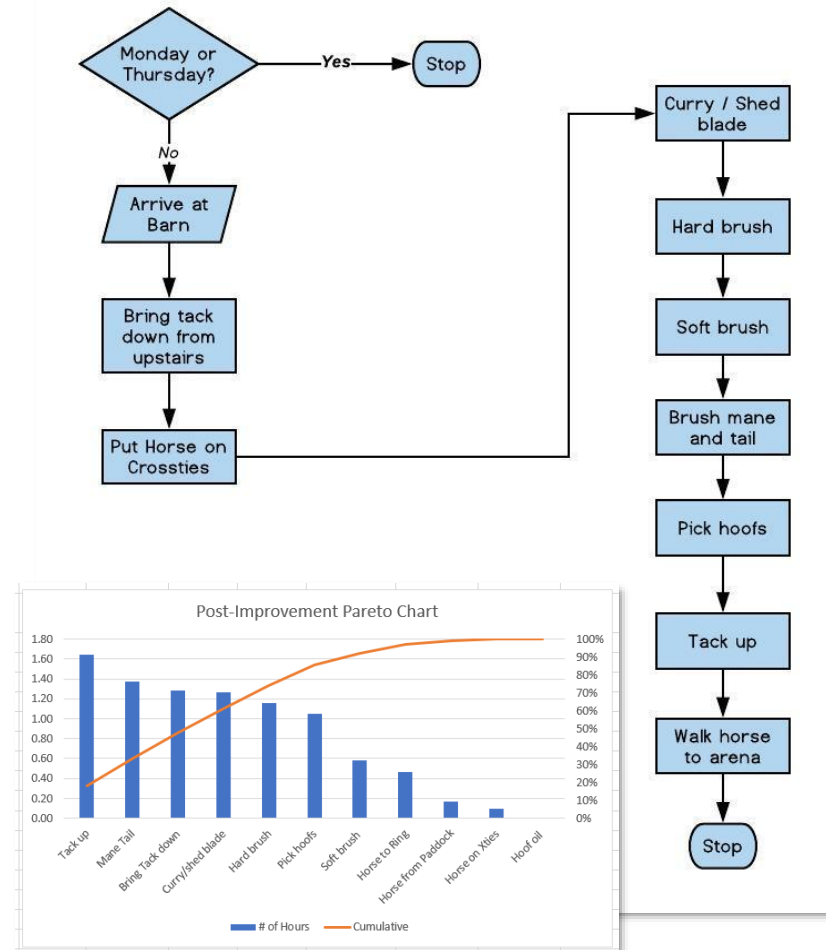 Monday or
Thursday?
Yes
Stop
No
Arrive at
Barn
Bring tack
down from
upstairs
Put Horse on
Crossties
Curry / Shed
blade
Hard brush
Soft brush
Brush mane
and tail
Pick hoofs
Tack up
Walk horse
to arena
Stop
Post-Improvement Pareto Chart
1.80
1.60
1.40
1.20
1.00
0.80
0.60
0.40
0.20
0.00
100%
90%
80%
70%
60%
50%
40%
30%
20%
10%
0%
Tack up
Mane Tail
Bring Tack down
Curry/shed blade
Hard brush
Pick hoofs
Soft brush
Horse to Ring
Horse from Paddock
Horse on Xties
Hoof oil
# of Hours
Cumulative